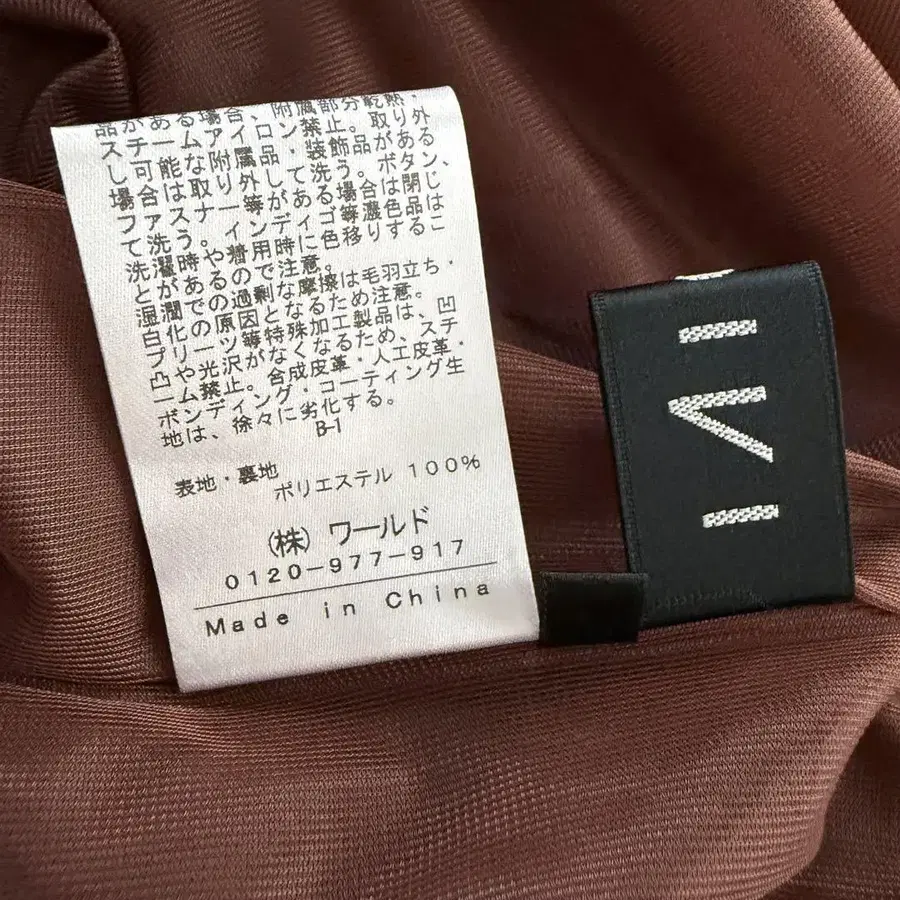 品がある場合、附属部分乾熱・
スチームアイロン禁止。取り外
し可能な附属品・装飾品がある
場合は取り外して洗う。ボタン、
ファスナー等がある場合は閉じ
て洗う。インディゴ等濃色品は
洗濯時や着用時に色移りするこ
とがあるので注意。
湿潤での過剰な摩擦は毛羽立ち・
白化の原因となるため注意。
プリーツ等特殊加工製品は、凹
凸や光沢がなくなるため、スチ
ーム禁止。合成皮革・人工皮革・
ボンディング・コーティング生
地は、徐々に劣化する。
B-1
表地・裏地
ポリエステル 100%
(株) ワールド
0120-977-917
Made in China